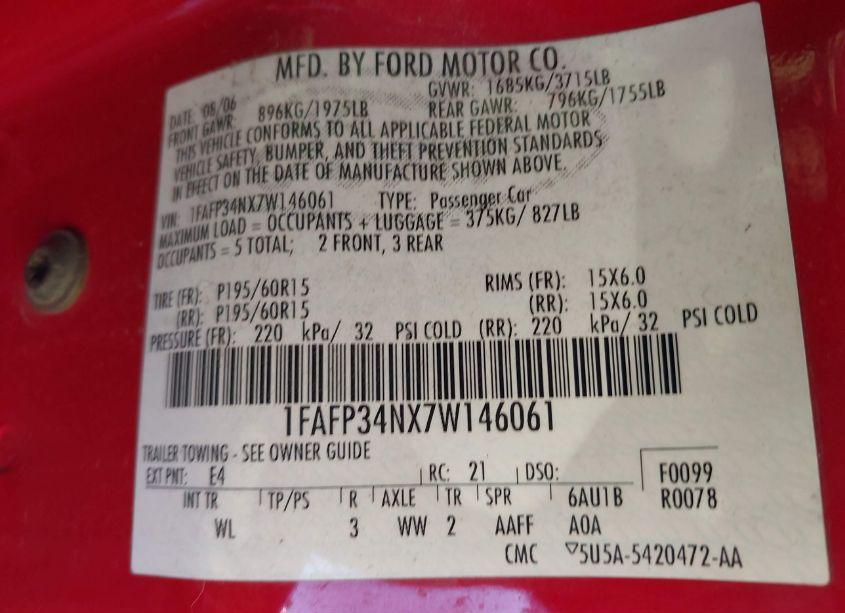 MFD. BY FORD MOTOR CO.
DATE: 08/06 GVWR: 1685KG/3715LB
FRONT GAWR: 896KG/1975LB REAR GAWR: 796KG/1755LB
THIS VEHICLE CONFORMS TO ALL APPLICABLE FEDERAL MOTOR
VEHICLE SAFETY, BUMPER, AND THEFT PREVENTION STANDARDS
IN EFFECT ON THE DATE OF MANUFACTURE SHOWN ABOVE.
VIN: 1FAFP34NX7W146061 TYPE: Passenger Car
MAXIMUM LOAD = OCCUPANTS + LUGGAGE = 375KG/ 827LB
OCCUPANTS = 5 TOTAL; 2 FRONT, 3 REAR
TIRE (FR): P195/60R15 RIMS (FR): 15X6.0
(RR): P195/60R15 (RR): 15X6.0
PRESSURE (FR): 220 kPa/ 32 PSI COLD (RR): 220 kPa/ 32 PSI COLD
1FAFP34NX7W146061
TRAILER TOWING - SEE OWNER GUIDE
EXT PNT: E4 RC: 21 DSO: F0099
INT TR TP/PS R AXLE TR SPR 6AU1B R0078
WL 3 WW 2 AAFF A0A
CMC ▽5U5A-5420472-AA